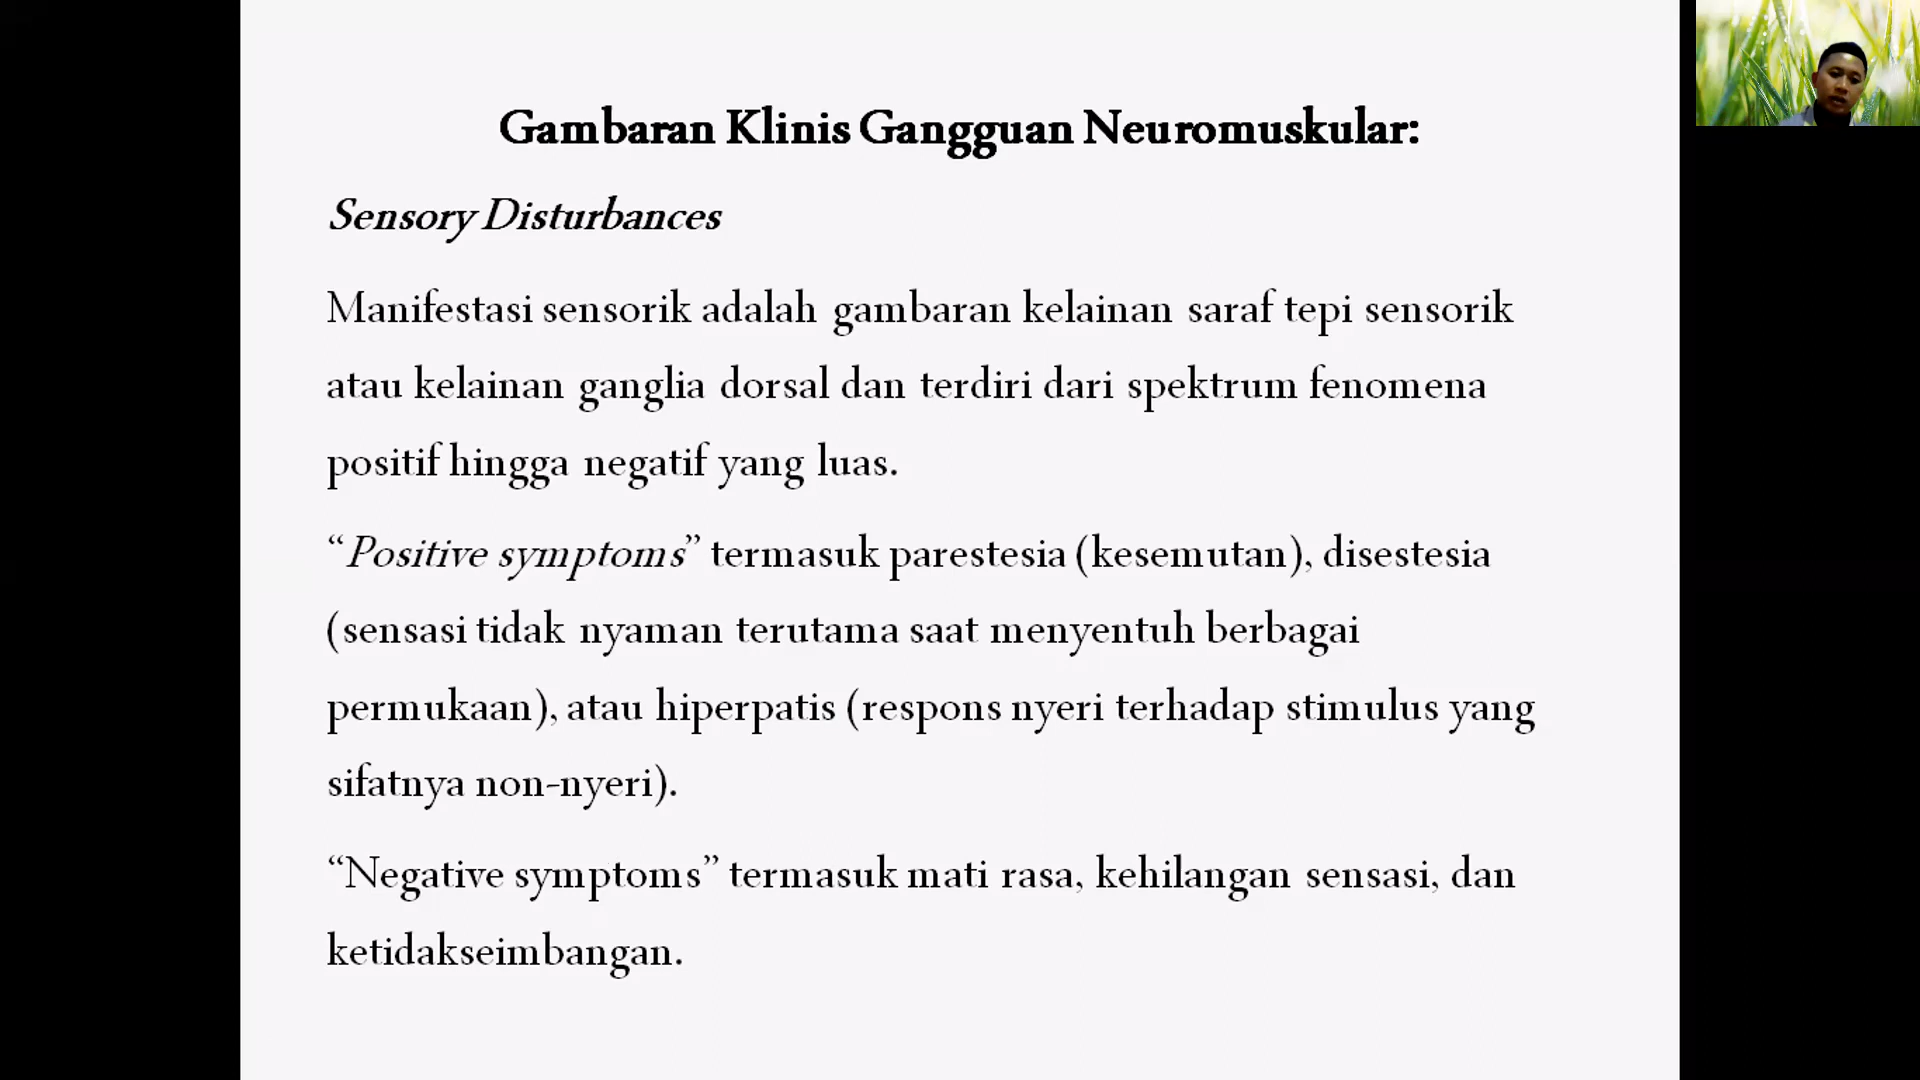 Gambaran Klinis Gangguan Neuromuskular:
Sensory Disturbances
Manifestasi sensorik adalah gambaran kelainan saraf tepi sensorik
atau kelainan ganglia dorsal dan terdiri dari spektrum fenomena
positif hingga negatif yang luas.
“Positive symptoms” termasuk parestesia (kesemutan), disestesia
(sensasi tidak nyaman terutama saat menyentuh berbagai
permukaan), atau hiperpatis (respons nyeri terhadap stimulus yang
sifatnya non-nyeri).
“Negative symptoms” termasuk mati rasa, kehilangan sensasi, dan
ketidakseimbangan.